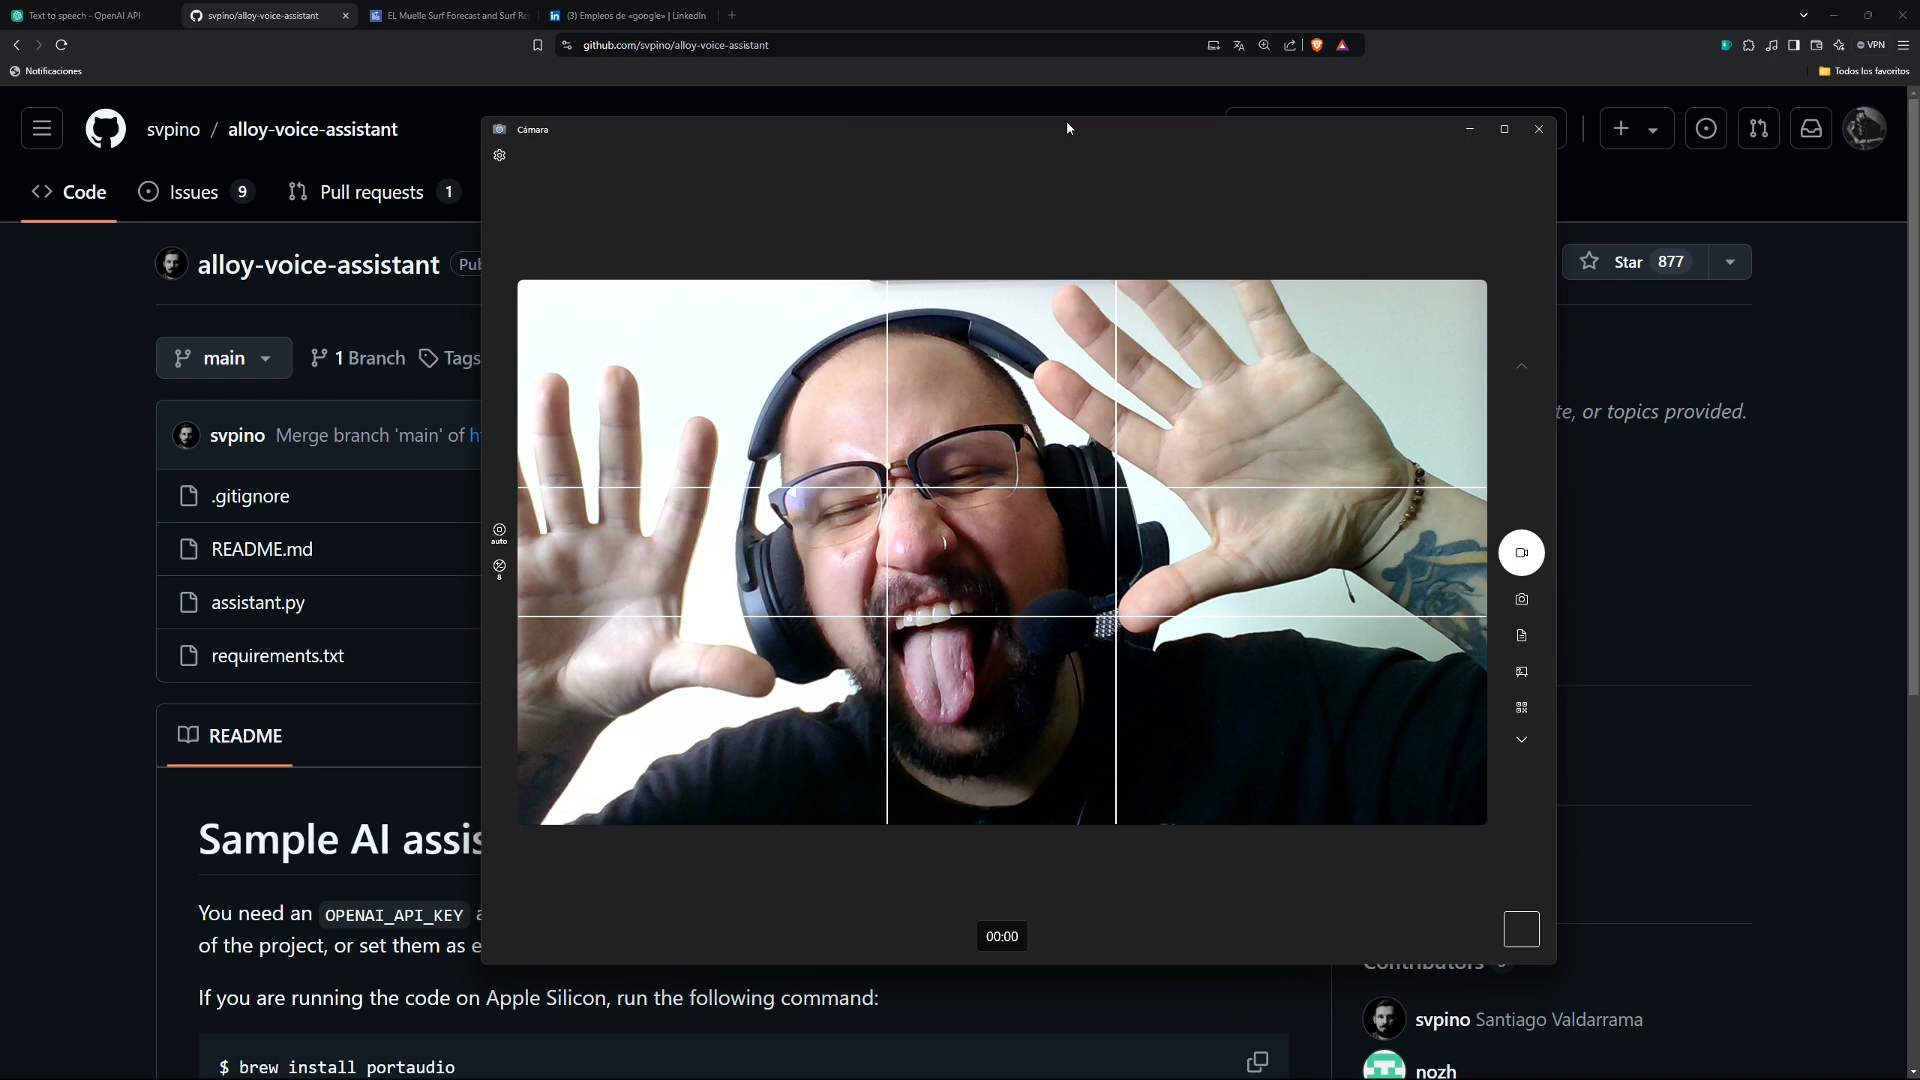 Text to speech - OpenAI API
svpino/alloy-voice-assistant
EL Muelle Surf Forecast and Surf Re
(3) Empleos de «google» | LinkedIn
github.com/svpino/alloy-voice-assistant
VPN
Notificaciones
Todos los favoritos
svpino / alloy-voice-assistant
Cámara
Code
Issues 9
Pull requests 1
alloy-voice-assistant
Pub
Star 877
main
1 Branch
Tags
te, or topics provided.
svpino Merge branch 'main' of h
.gitignore
README.md
auto
8
assistant.py
requirements.txt
README
Sample AI assis
You need an OPENAI_API_KEY a
of the project, or set them as e
00:00
Contributors
If you are running the code on Apple Silicon, run the following command:
svpino Santiago Valdarrama
$ brew install portaudio
nozh